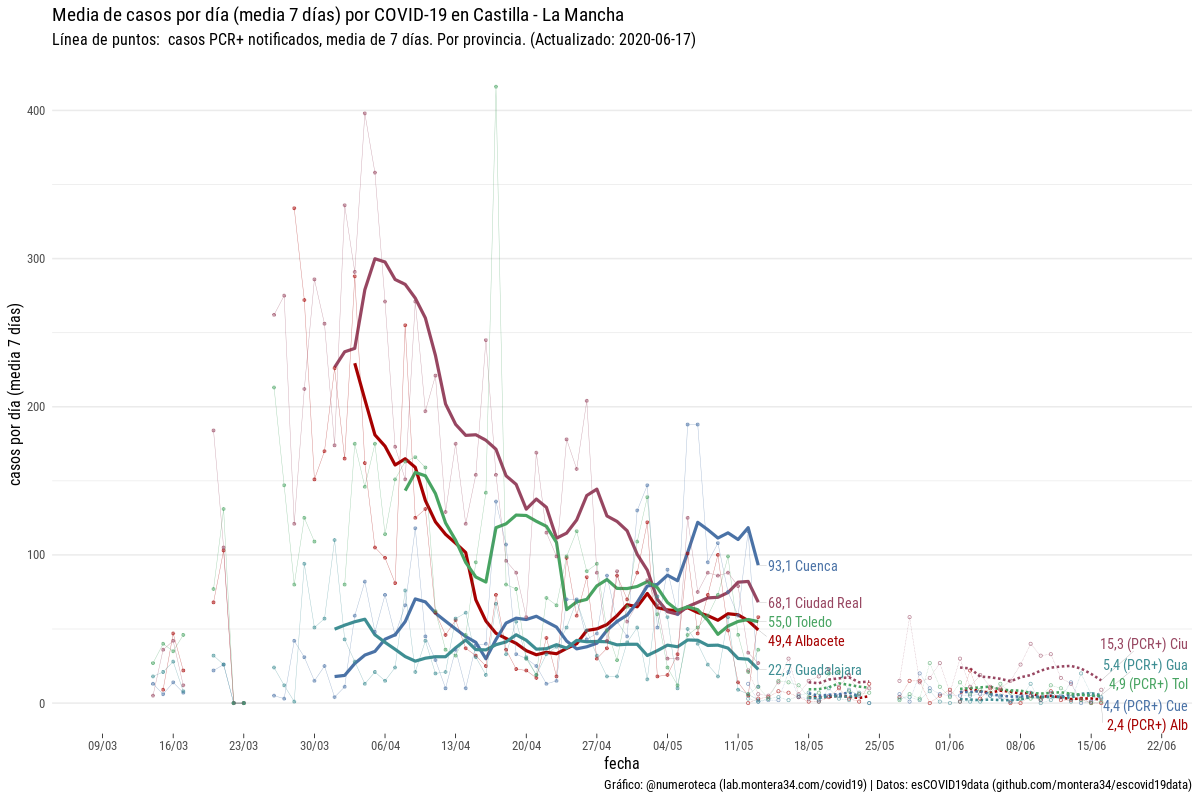 Media de casos por día (media 7 días) por COVID-19 en Castilla - La Mancha
Línea de puntos:  casos PCR+ notificados, media de 7 días. Por provincia. (Actualizado: 2020-06-17)
casos por día (media 7 días)
400
300
200
100
0
93,1 Cuenca
68,1 Ciudad Real
55,0 Toledo
49,4 Albacete
22,7 Guadalajara
15,3 (PCR+) Ciu
5,4 (PCR+) Gua
4,9 (PCR+) Tol
4,4 (PCR+) Cue
2,4 (PCR+) Alb
09/03 16/03 23/03 30/03 06/04 13/04 20/04 27/04 04/05 11/05 18/05 25/05 01/06 08/06 15/06 22/06
fecha
Gráfico: @numeroteca (lab.montera34.com/covid19) | Datos: esCOVID19data (github.com/montera34/escovid19data)